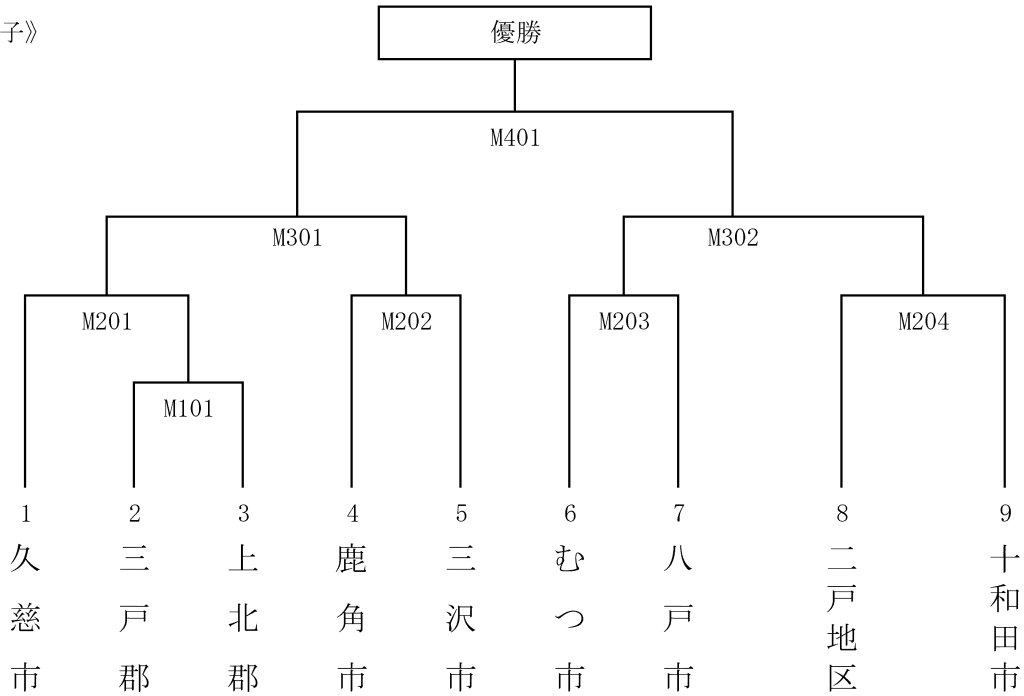 子》
優勝
M401
M301
M302
M201
M202
M203
M204
M101
1
2
3
4
5
6
7
8
9
久慈市
三戸郡
上北郡
鹿角市
三沢市
むつ市
八戸市
二戸地区
十和田市